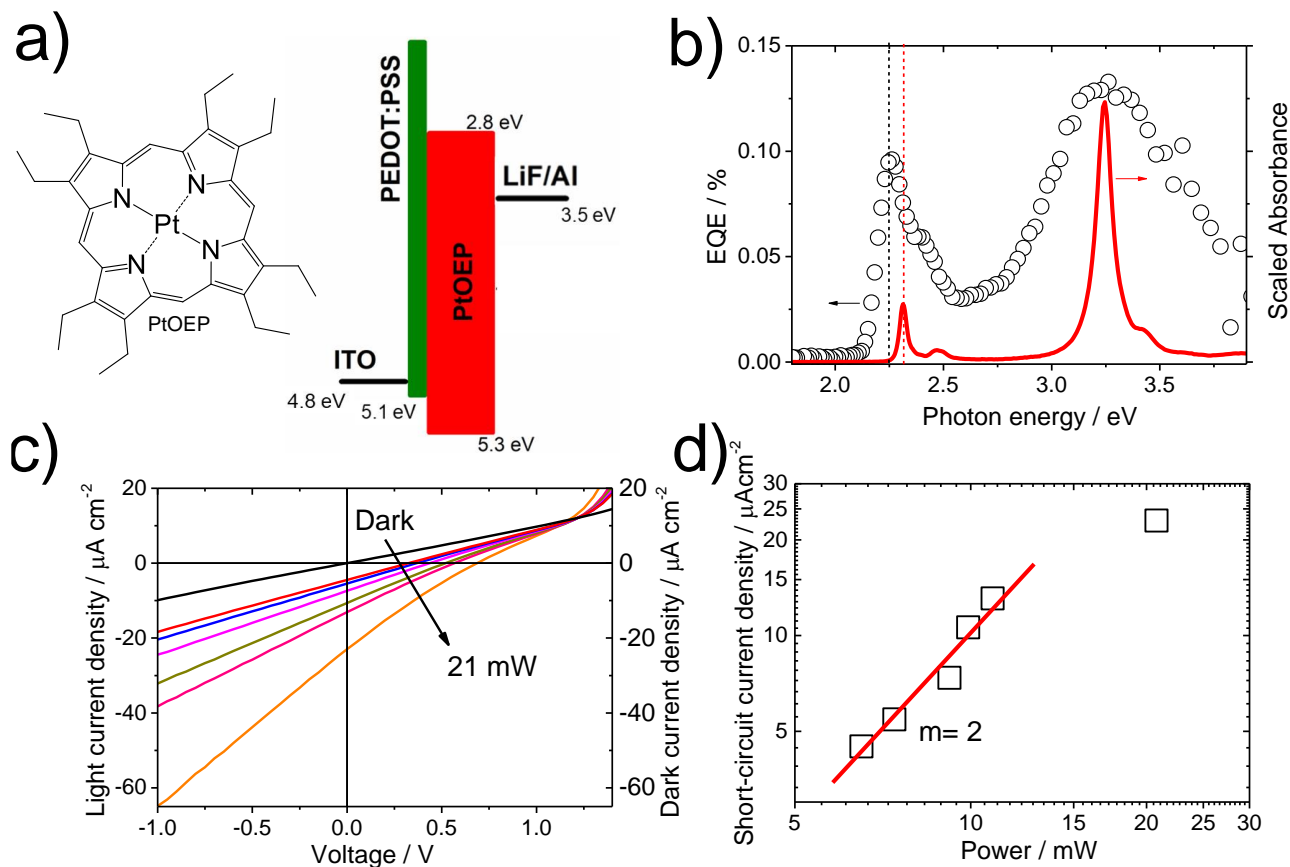 a)
PtOEP
Pt
N
N
N
N
PEDOT:PSS
PtOEP
ITO
LiF/Al
2.8 eV
3.5 eV
4.8 eV
5.1 eV
5.3 eV
b)
EQE / %
0.15
0.10
0.05
0.00
2.0 2.5 3.0 3.5
Photon energy / eV
Scaled Absorbance
c)
Light current density / μA cm⁻²
20
0
-20
-40
-60
Dark
21 mW
20
0
-20
-40
-60
Dark current density / μA cm⁻²
-1.0 -0.5 0.0 0.5 1.0
Voltage / V
d)
Short-circuit current density / μAcm⁻²
30
20
15
10
5
m= 2
5 10 15 20 30
Power / mW